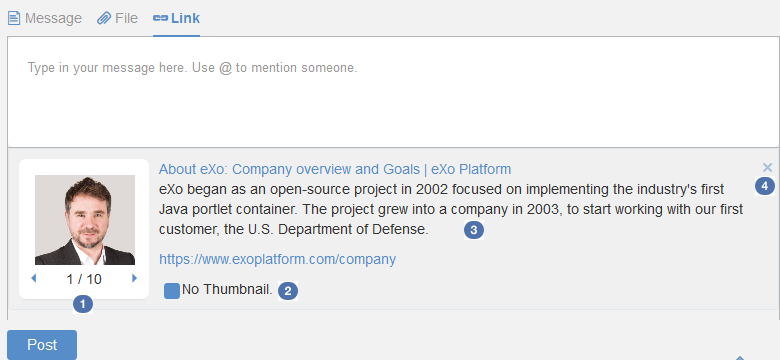 Message File Link
Type in your message here. Use @ to mention someone.
About eXo: Company overview and Goals | eXo Platform
×
4
eXo began as an open-source project in 2002 focused on implementing the industry's first
Java portlet container. The project grew into a company in 2003, to start working with our first
customer, the U.S. Department of Defense. 3
https://www.exoplatform.com/company
1 / 10
No Thumbnail. 2
1
Post